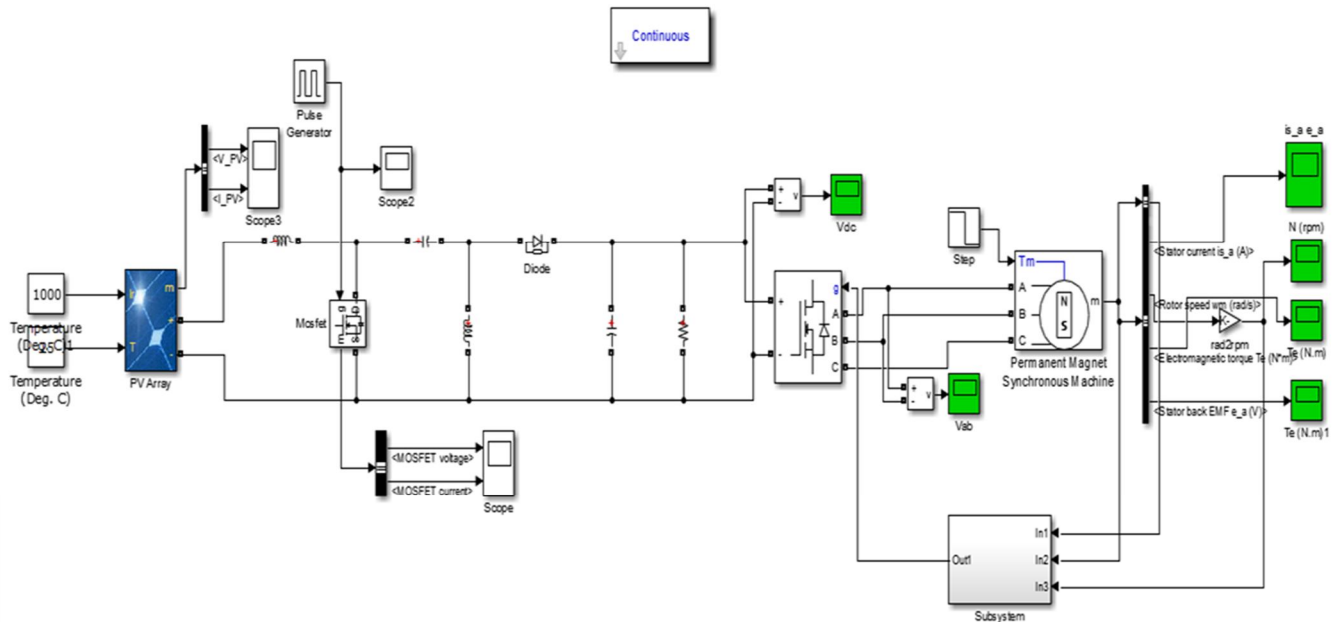 Continuous
Pulse
Generator
is_a e_a
<V_PV>
<I_PV>
Scope3
Scope2
+
-
v
Vdc
N (rpm)
Step
Tm
<Stator current is_a (A)>
Diode
1000
Temperature
(Deg. C)1
25
Temperature
(Deg. C)
m
+
T
PV Array
Mosfet
g
m
+
-
g
A
B
C
A
B
C
N
S
m
Permanent Magnet
Synchronous Machine
<Rotor speed wm (rad/s)>
K-
rad2rpm
<Electromagnetic torque Te (N*m)>
Te (N.m)
+
-
v
Vab
<Stator back EMF e_a (V)>
Te (N.m)1
<MOSFET voltage>
<MOSFET current>
Scope
Out1
In1
In2
In3
Subsystem